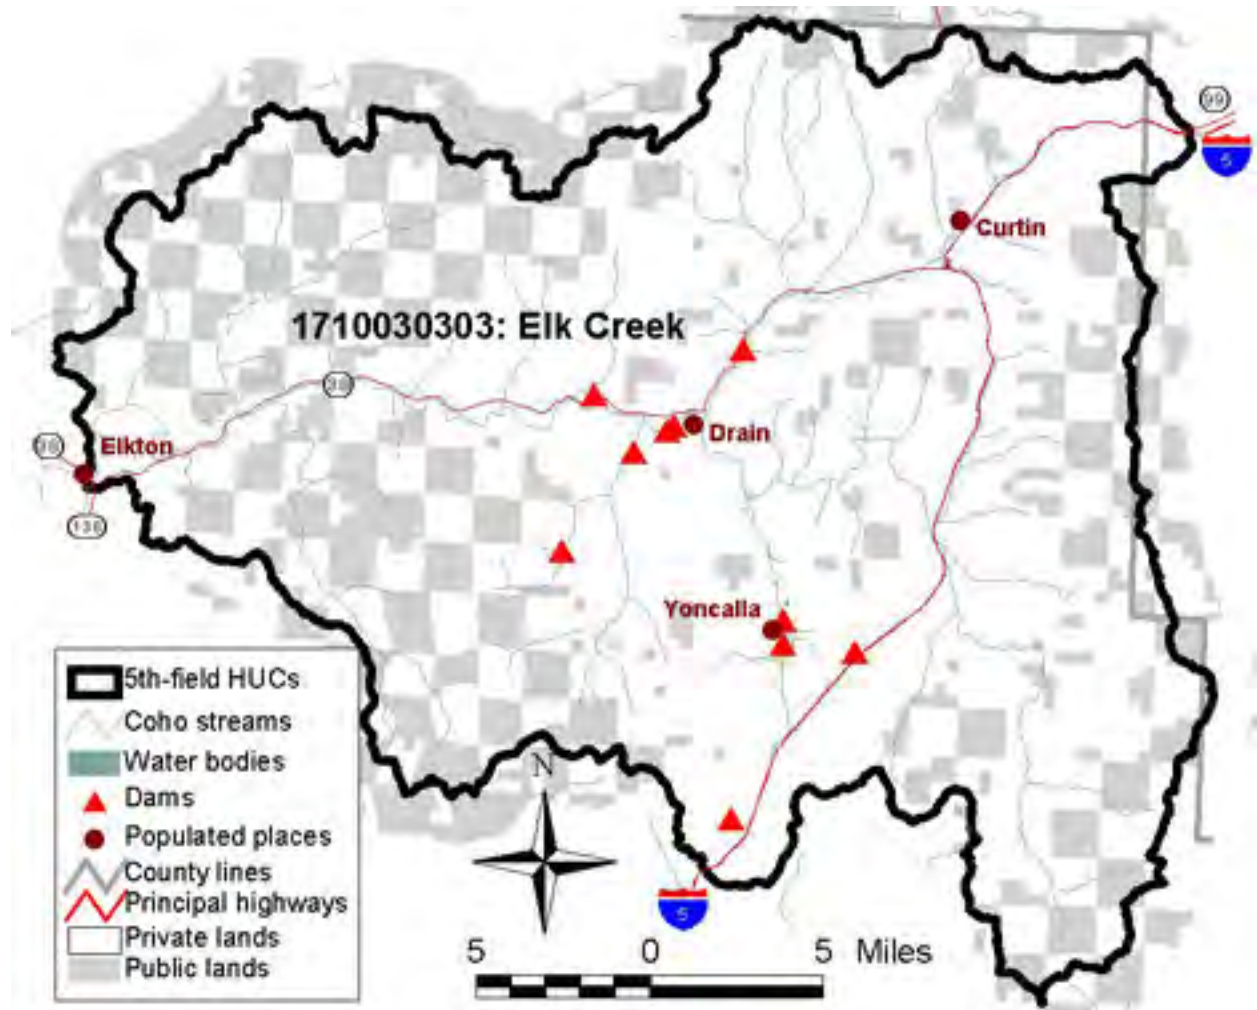 99
5
Curtin
1710030303: Elk Creek
38
Drain
Elkton
138
Yoncalla
5th-field HUCs
Coho streams
Water bodies
Dams
Populated places
County lines
Principal highways
Private lands
Public lands
N
5
5 0 5 Miles